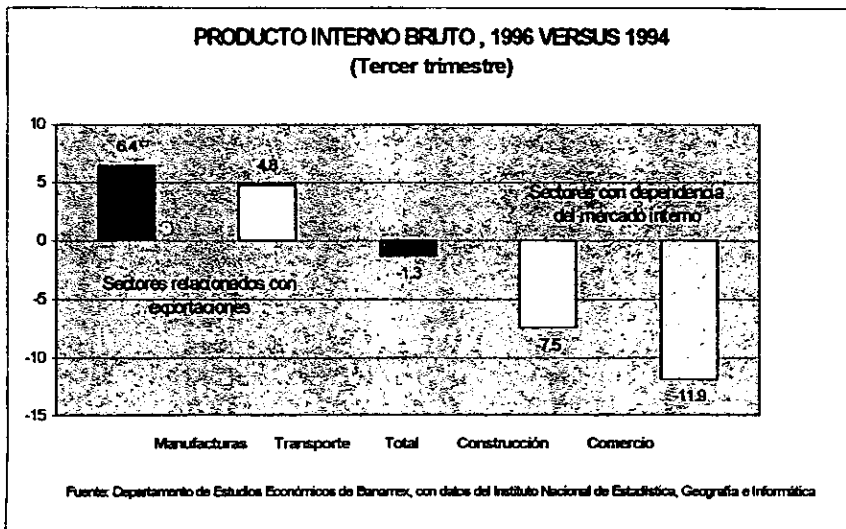 PRODUCTO INTERNO BRUTO , 1996 VERSUS 1994
(Tercer trimestre)
10
6.4
4.8
5
Sectores con dependencia
del mercado interno
0
-1.3
Sectores relacionados con
exportaciones
-5
-7.5
-10
-11.9
-15
Manufacturas Transporte Total Construcción Comercio
Fuente: Departamento de Estudios Económicos de Banamex, con datos del Instituto Nacional de Estadística, Geografía e Informática